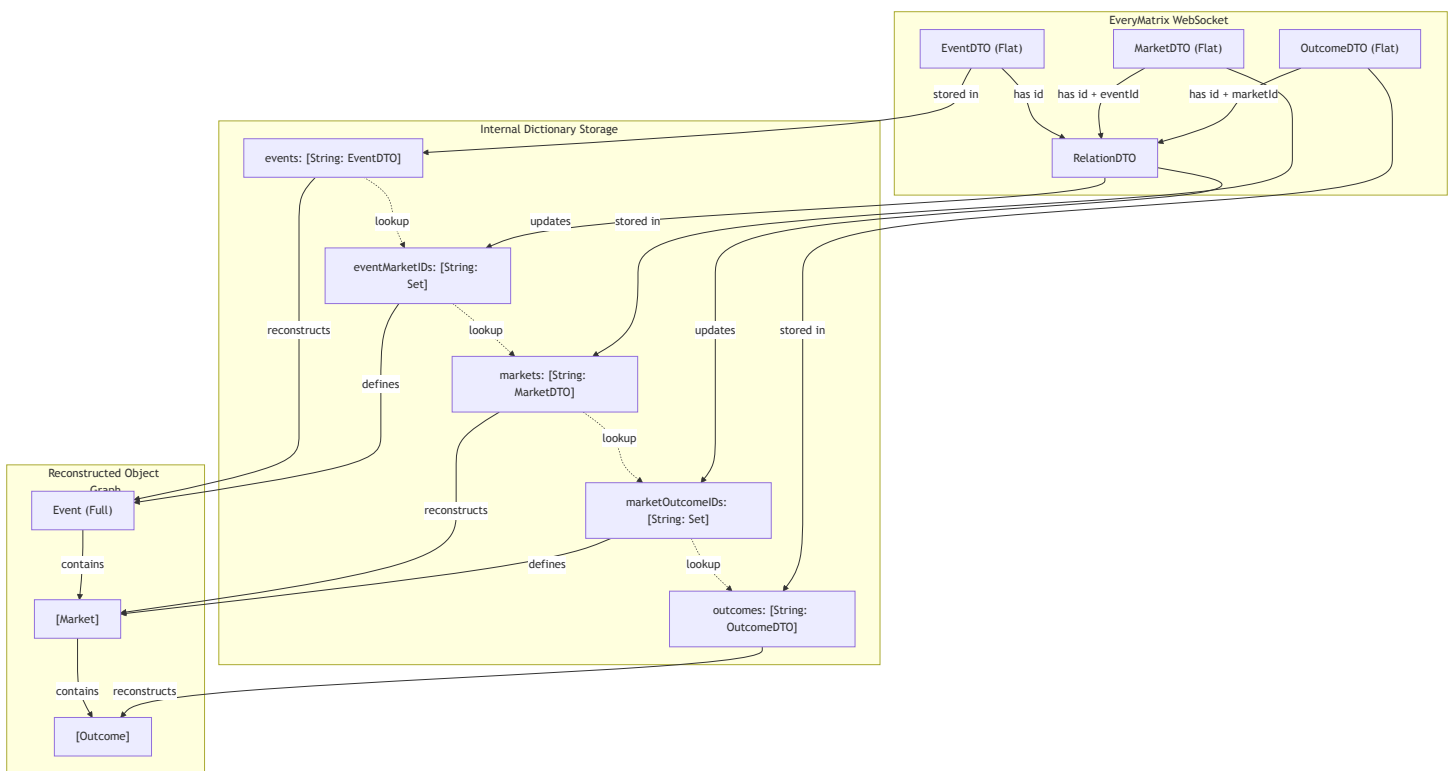 EveryMatrix WebSocket
EventDTO (Flat)
MarketDTO (Flat)
OutcomeDTO (Flat)
stored in
has id
has id + eventId
has id + marketId
RelationDTO
Internal Dictionary Storage
events: [String: EventDTO]
lookup
updates
stored in
eventMarketIDs: [String:
Set]
reconstructs
lookup
updates
stored in
markets: [String:
MarketDTO]
defines
lookup
Reconstructed Object
Graph
Event (Full)
reconstructs
marketOutcomeIDs:
[String: Set]
contains
defines
lookup
[Market]
outcomes: [String:
OutcomeDTO]
contains
reconstructs
[Outcome]